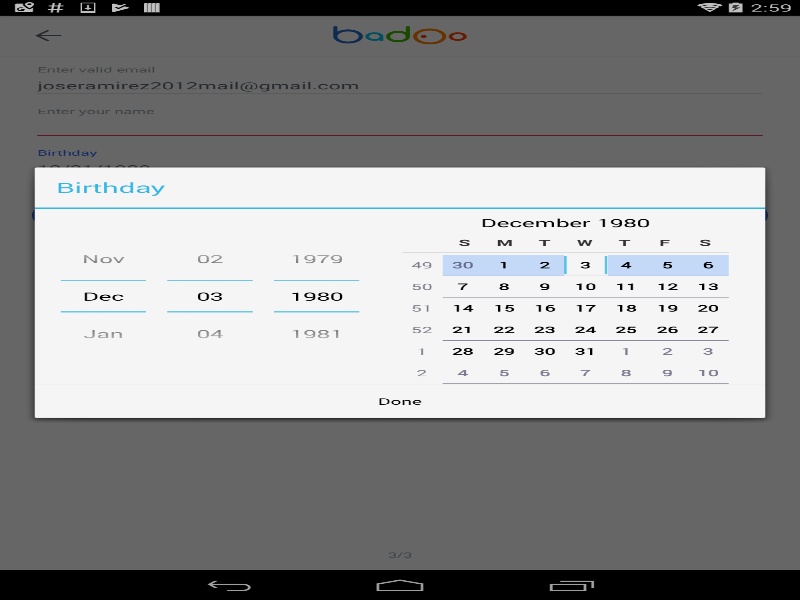 2:59
badoo
Enter valid email
joseramirez2012mail@gmail.com
Enter your name
Birthday
Birthday
Nov 02 1979
Dec 03 1980
Jan 04 1981
December 1980
S M T W T F S
49 30 1 2 3 4 5 6
50 7 8 9 10 11 12 13
51 14 15 16 17 18 19 20
52 21 22 23 24 25 26 27
1 28 29 30 31 1 2 3
2 4 5 6 7 8 9 10
Done
3/3